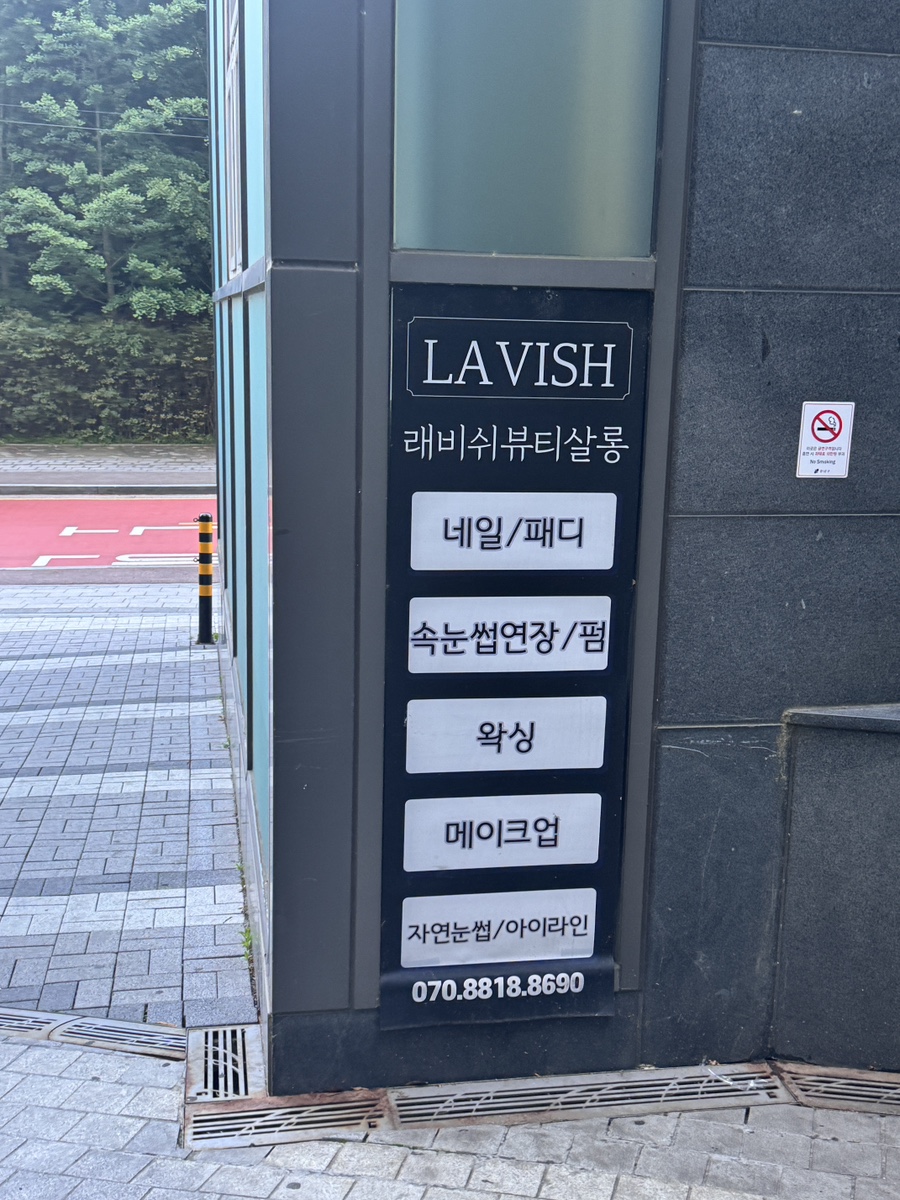 LAVISH
래비쉬뷰티살롱
네일/패디
속눈썹연장/펌
왁싱
메이크업
자연눈썹/아이라인
070.8818.8690
No Smoking